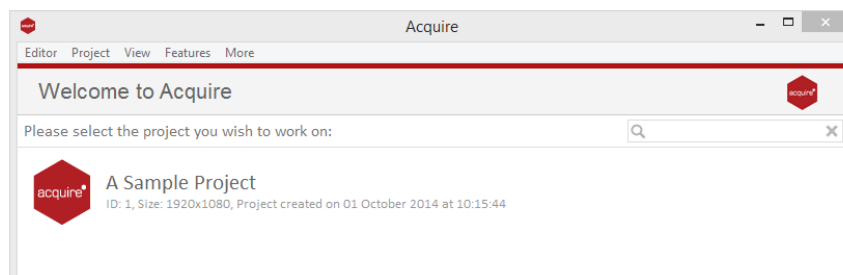 Acquire
Editor Project View Features More
Welcome to Acquire
acquire
Please select the project you wish to work on:
acquire
A Sample Project
ID: 1, Size: 1920x1080, Project created on 01 October 2014 at 10:15:44